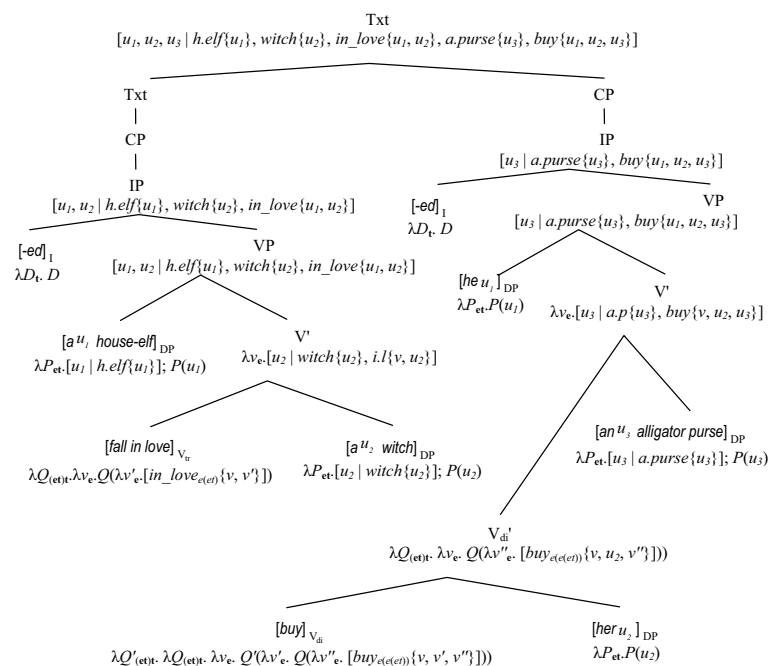 Txt
[u₁, u₂, u₃ | h.elf{u₁}, witch{u₂}, in_love{u₁, u₂}, a.purse{u₃}, buy{u₁, u₂, u₃}]
Txt
CP
CP
IP
IP
[u₃ | a.purse{u₃}, buy{u₁, u₂, u₃}]
[u₁, u₂ | h.elf{u₁}, witch{u₂}, in_love{u₁, u₂}]
[-ed] I
λDₜ. D
VP
[u₃ | a.purse{u₃}, buy{u₁, u₂, u₃}]
[-ed] I
λDₜ. D
VP
[u₁, u₂ | h.elf{u₁}, witch{u₂}, in_love{u₁, u₂}]
[he u₁ ] DP
λPet.P(u₁)
V'
λve.[u₃ | a.p{u₃}, buy{v, u₂, u₃}]
[a u₁ house-elf] DP
λPet.[u₁ | h.elf{u₁}]; P(u₁)
V'
λve.[u₂ | witch{u₂}, i.l{v, u₂}]
[fall in love] Vtr
λQ(et)t.λve.Q(λv'e.[in_love e(et){v, v'}])
[a u₂ witch] DP
λPet.[u₂ | witch{u₂}]; P(u₂)
[an u₃ alligator purse] DP
λPet.[u₃ | a.purse{u₃}]; P(u₃)
Vdi'
λQ(et)t. λve. Q(λv''e. [buy e(e(et)){v, u₂, v''}]))
[buy] Vdi
λQ'(et)t. λQ(et)t. λve. Q'(λv'e. Q(λv''e. [buy e(e(et)){v, v', v''}]))
[her u₂ ] DP
λPet.P(u₂)